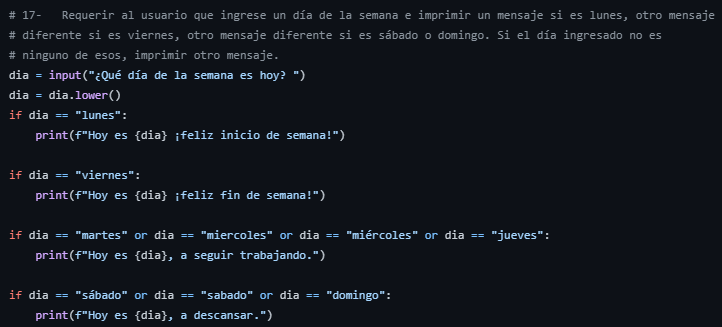 # 17-   Requerir al usuario que ingrese un día de la semana e imprimir un mensaje si es lunes, otro mensaje
# diferente si es viernes, otro mensaje diferente si es sábado o domingo. Si el día ingresado no es
# ninguno de esos, imprimir otro mensaje.
dia = input("¿Qué día de la semana es hoy? ")
dia = dia.lower()
if dia == "lunes":
    print(f"Hoy es {dia} ¡feliz inicio de semana!")

if dia == "viernes":
    print(f"Hoy es {dia} ¡feliz fin de semana!")

if dia == "martes" or dia == "miercoles" or dia == "miércoles" or dia == "jueves":
    print(f"Hoy es {dia}, a seguir trabajando.")

if dia == "sábado" or dia == "sabado" or dia == "domingo":
    print(f"Hoy es {dia}, a descansar.")